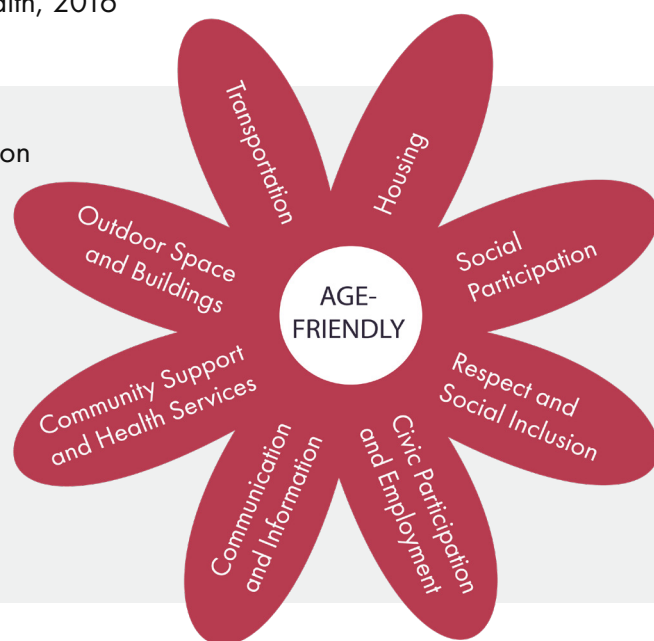 alth, 2016
on
Transportation
Housing
Outdoor Space
and Buildings
Social
Participation
AGE-
FRIENDLY
Community Support
and Health Services
Respect and
Social Inclusion
Communication
and Information
Civic Participation
and Employment